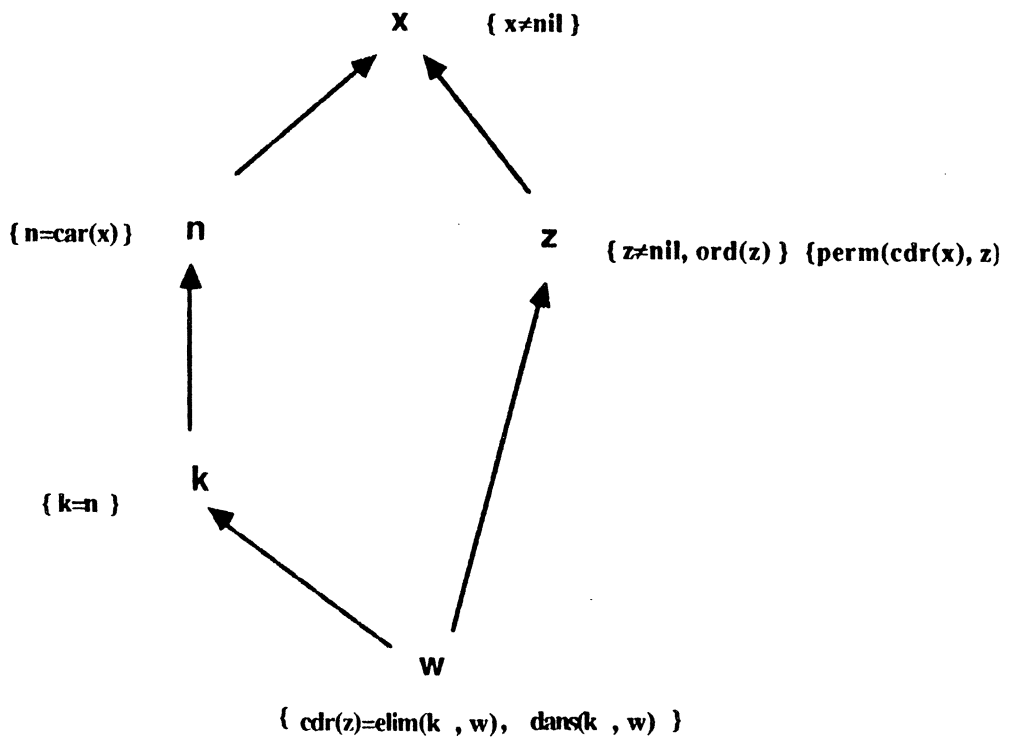 x { x≠nil }
{ n=car(x) } n
z { z≠nil, ord(z) } {perm(cdr(x), z)
k
{ k=n }
w
{ cdr(z)=elim(k , w), dans(k , w) }